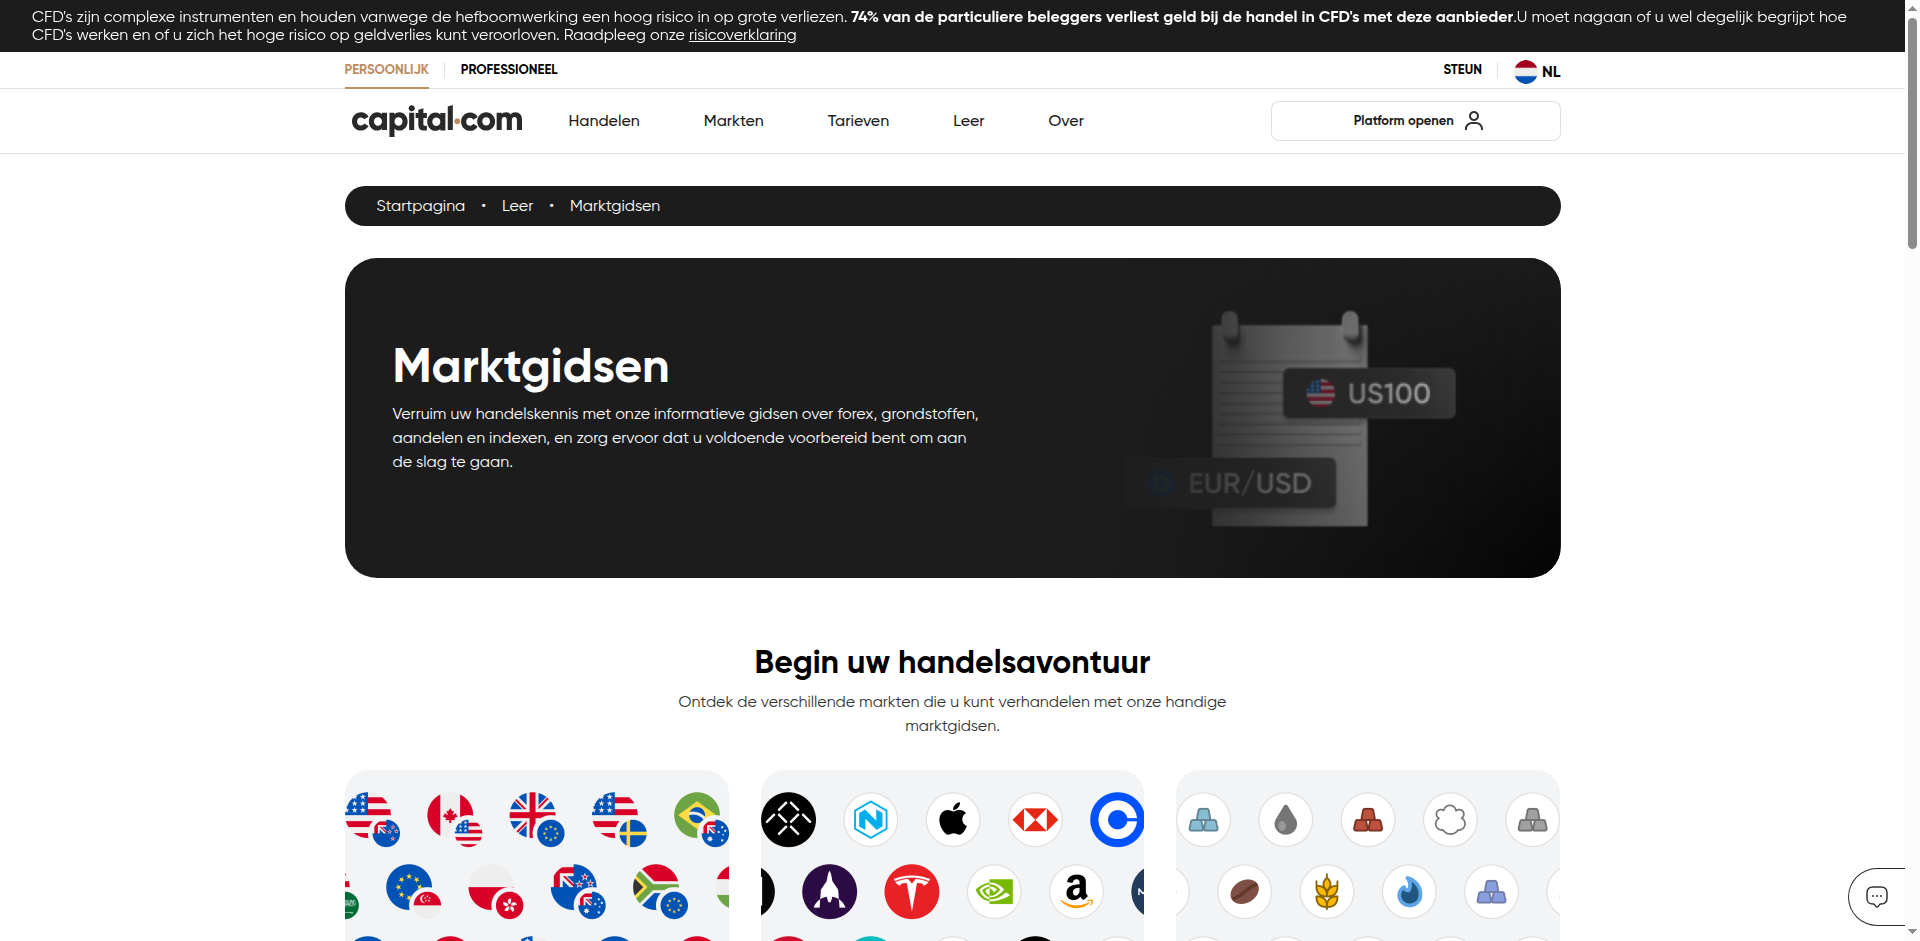 CFD's zijn complexe instrumenten en houden vanwege de hefboomwerking een hoog risico in op grote verliezen. 74% van de particuliere beleggers verliest geld bij de handel in CFD's met deze aanbieder.U moet nagaan of u wel degelijk begrijpt hoe
CFD's werken en of u zich het hoge risico op geldverlies kunt veroorloven. Raadpleeg onze risicoverklaring
PERSOONLIJK PROFESSIONEEL STEUN NL
capital.com Handelen Markten Tarieven Leer Over Platform openen
Startpagina • Leer • Marktgidsen
Marktgidsen
Verruim uw handelskennis met onze informatieve gidsen over forex, grondstoffen,
aandelen en indexen, en zorg ervoor dat u voldoende voorbereid bent om aan
de slag te gaan.
US100
EUR/USD
Begin uw handelsavontuur
Ontdek de verschillende markten die u kunt verhandelen met onze handige
marktgidsen.